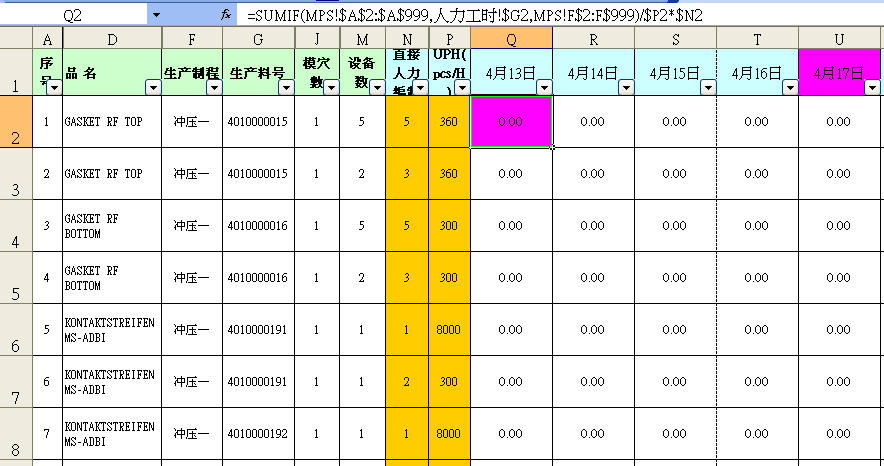 Q2 fx =SUMIF(MPS!$A$2:$A$999,人力工时!$G2,MPS!F$2:F$999)/$P2*$N2
A D F G J M N P Q R S T U
1 序号 品 名 生产制程 生产料号 模穴數 设备数 直接人力 UPH(pcs/H) 4月13日 4月14日 4月15日 4月16日 4月17日
2 1 GASKET RF TOP 冲压一 4010000015 1 5 5 360 0.00 0.00 0.00 0.00 0.00
3 2 GASKET RF TOP 冲压一 4010000015 1 2 3 360 0.00 0.00 0.00 0.00 0.00
4 3 GASKET RF BOTTOM 冲压一 4010000016 1 5 5 300 0.00 0.00 0.00 0.00 0.00
5 4 GASKET RF BOTTOM 冲压一 4010000016 1 2 3 300 0.00 0.00 0.00 0.00 0.00
6 5 KONTAKTSTREIFEN MS-ADBI 冲压一 4010000191 1 1 1 8000 0.00 0.00 0.00 0.00 0.00
7 6 KONTAKTSTREIFEN MS-ADBI 冲压一 4010000191 1 1 2 300 0.00 0.00 0.00 0.00 0.00
8 7 KONTAKTSTREIFEN MS-ADBI 冲压一 4010000192 1 1 1 8000 0.00 0.00 0.00 0.00 0.00